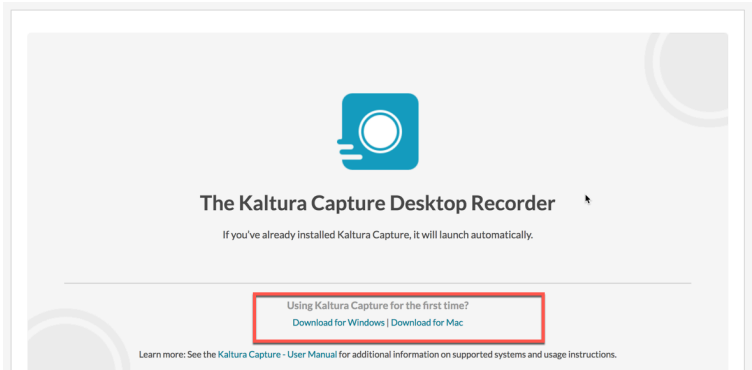 The Kaltura Capture Desktop Recorder
If you've already installed Kaltura Capture, it will launch automatically.
Using Kaltura Capture for the first time?
Download for Windows | Download for Mac
Learn more: See the Kaltura Capture - User Manual for additional information on supported systems and usage instructions.